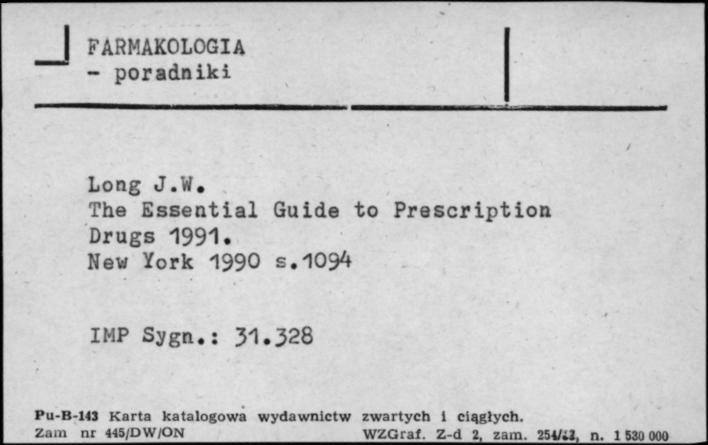 FARMAKOLOGIA
- poradniki
Long J.W.
The Essential Guide to Prescription
Drugs 1991.
New York 1990 s.1094
IMP Sygn.: 31.328
Pu-B-143 Karta katalogowa wydawnictw zwartych i ciągłych.
Zam nr 445/DW/ON WZGraf. Z-d 2, zam. n. 1 530 000